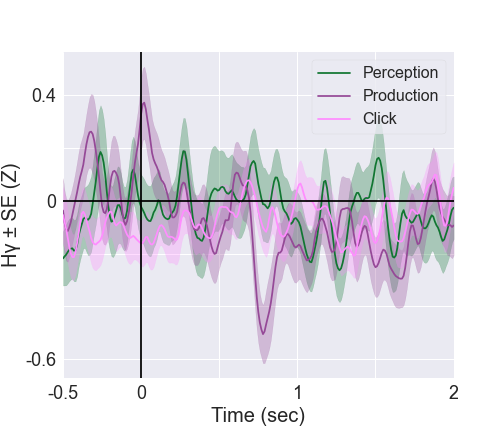 Perception
Production
Click
0.4
0
-0.6
Hγ ± SE (Z)
-0.5
0
1
2
Time (sec)